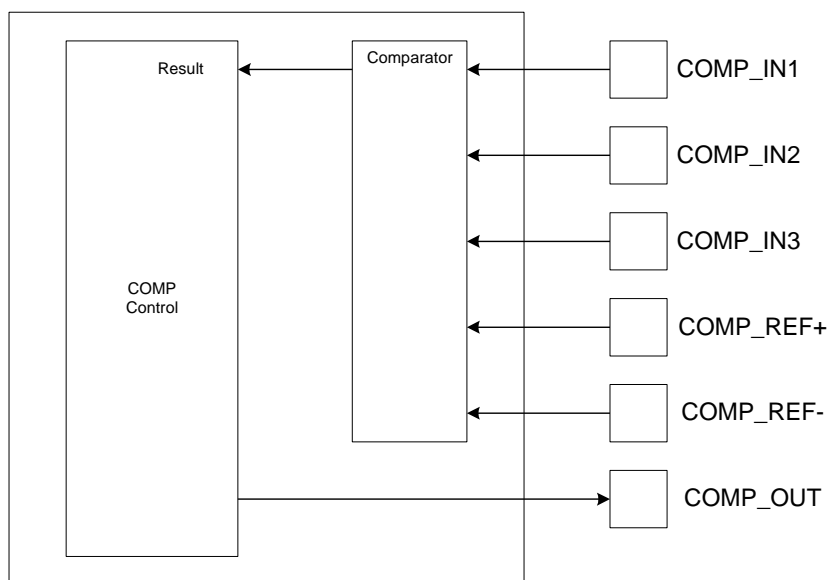 Result
Comparator
COMP_IN1
COMP_IN2
COMP_IN3
COMP
Control
COMP_REF+
COMP_REF-
COMP_OUT